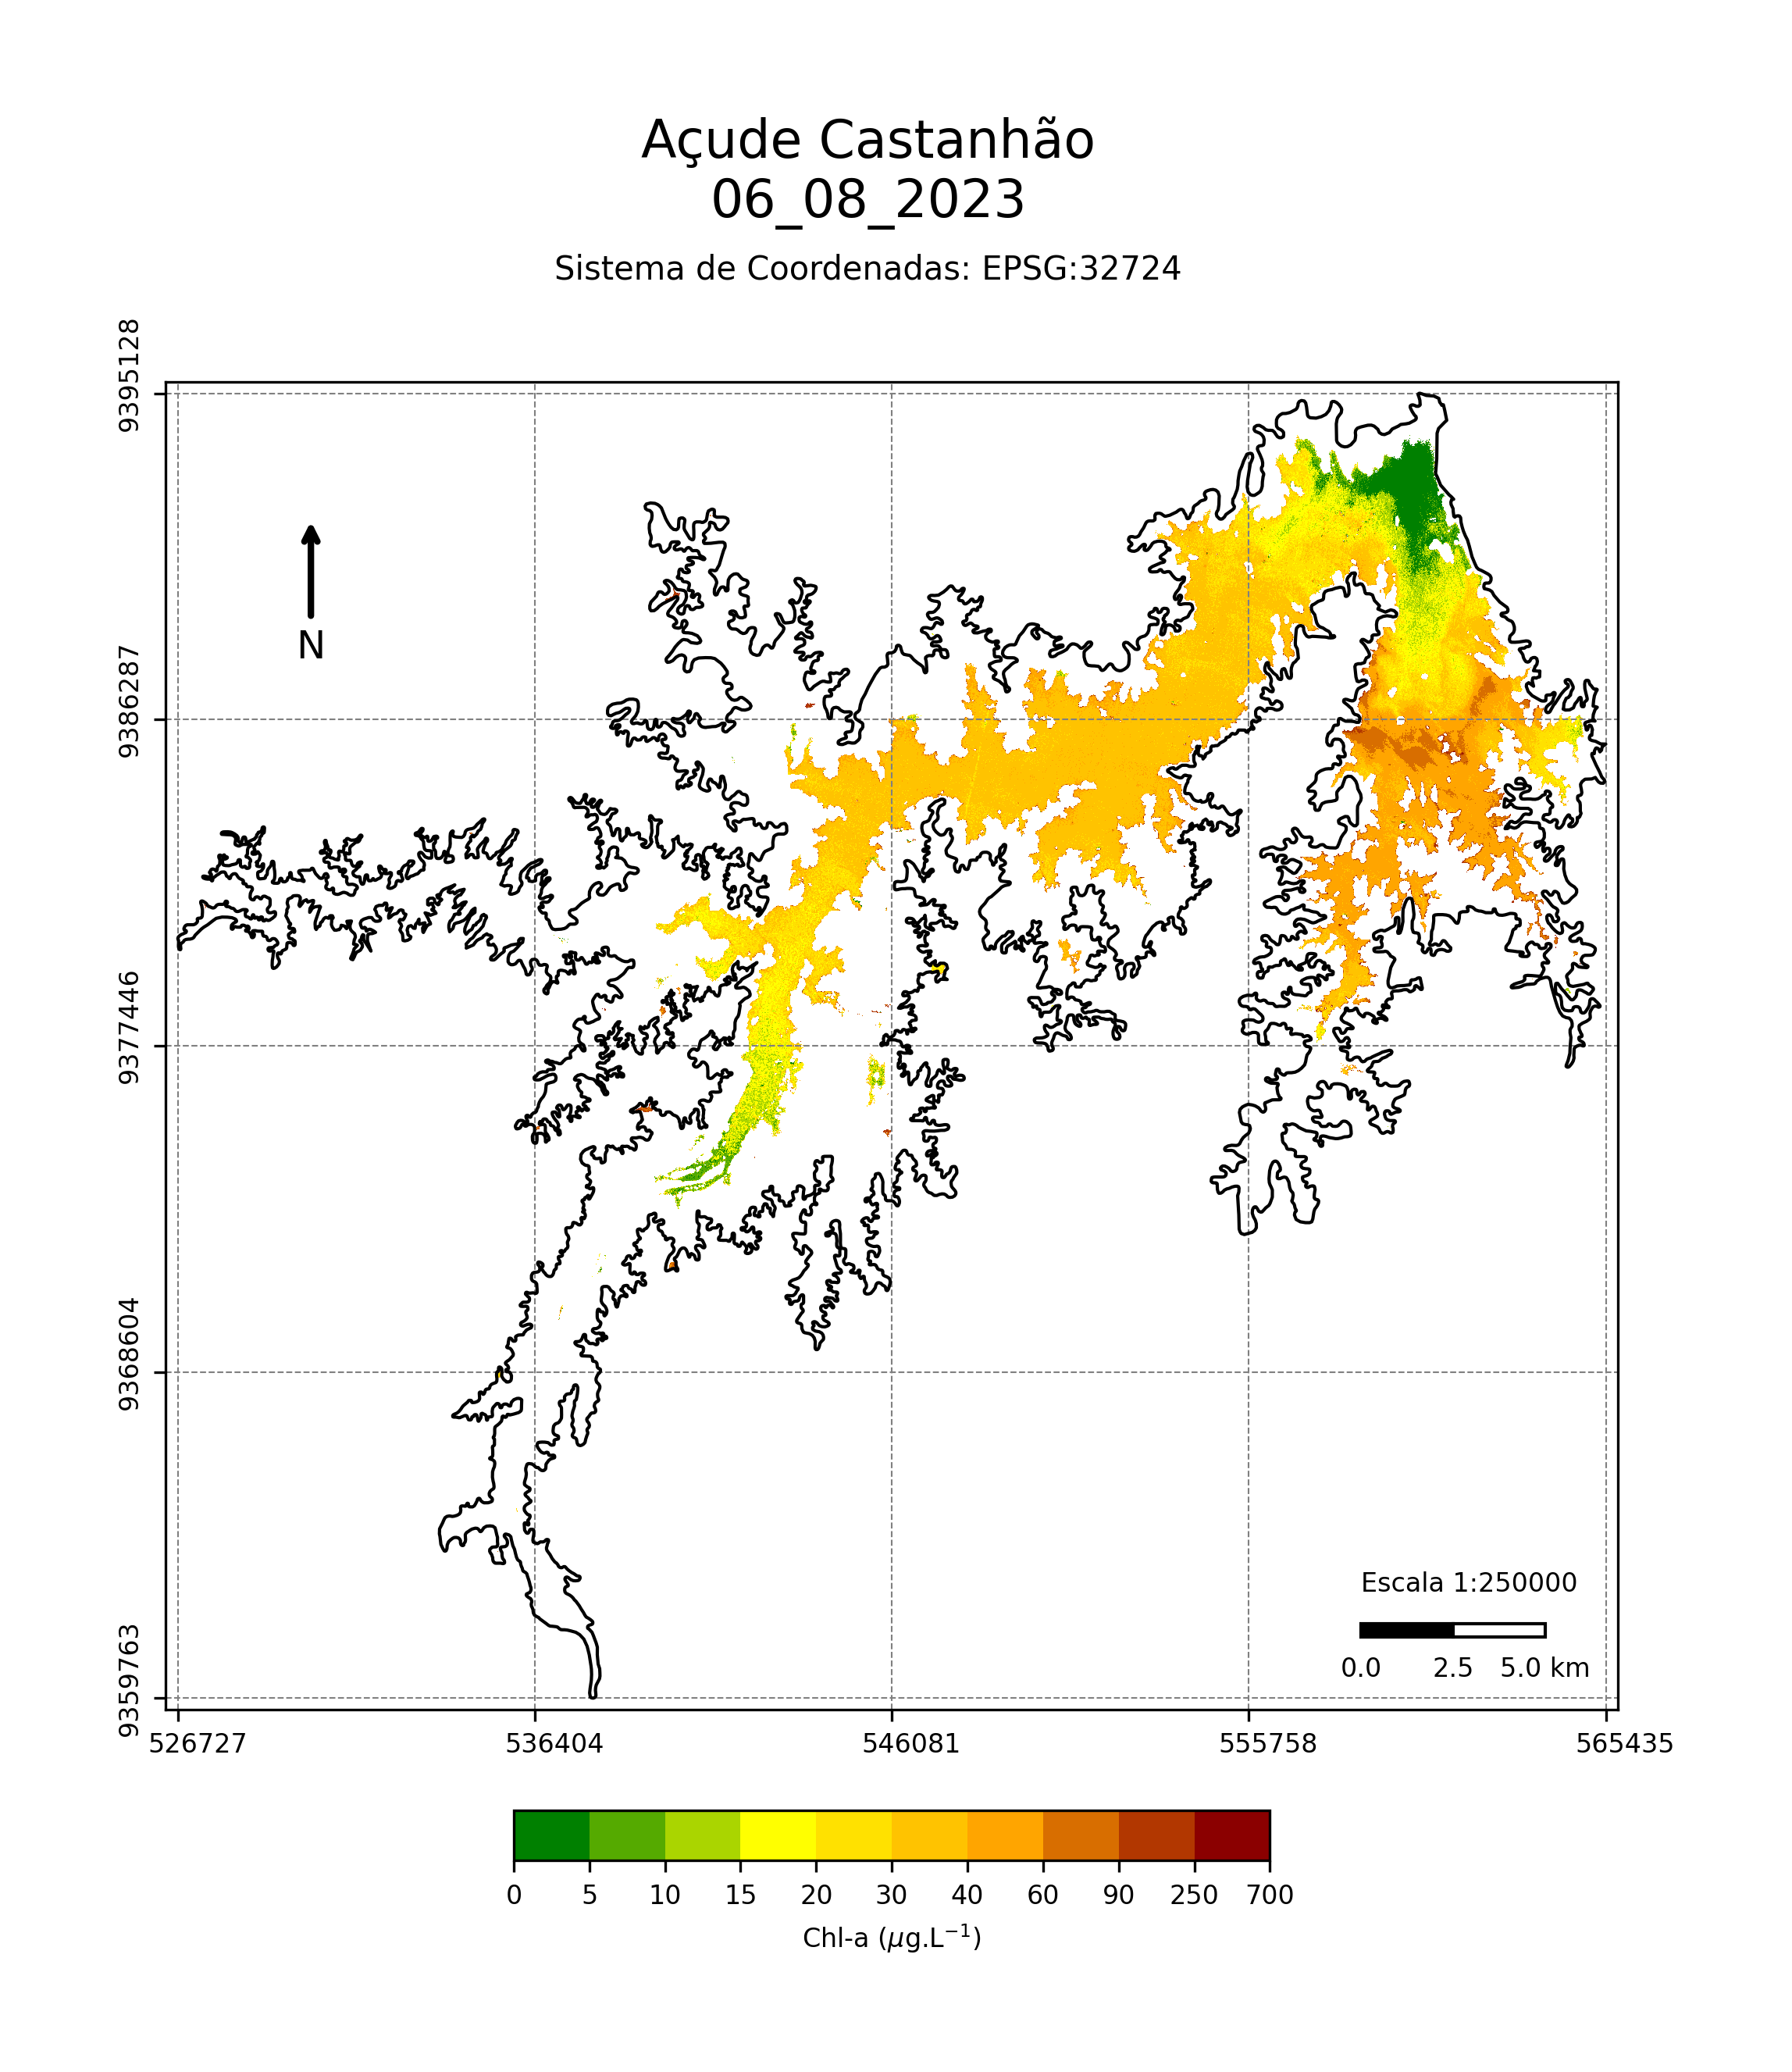 Açude Castanhão
06_08_2023
Sistema de Coordenadas: EPSG:32724
9395128
9386287
9377446
9368604
9359763
N
Escala 1:250000
0.0 2.5 5.0 km
526727 536404 546081 555758 565435
0 5 10 15 20 30 40 60 90 250 700
Chl-a (μg.L⁻¹)